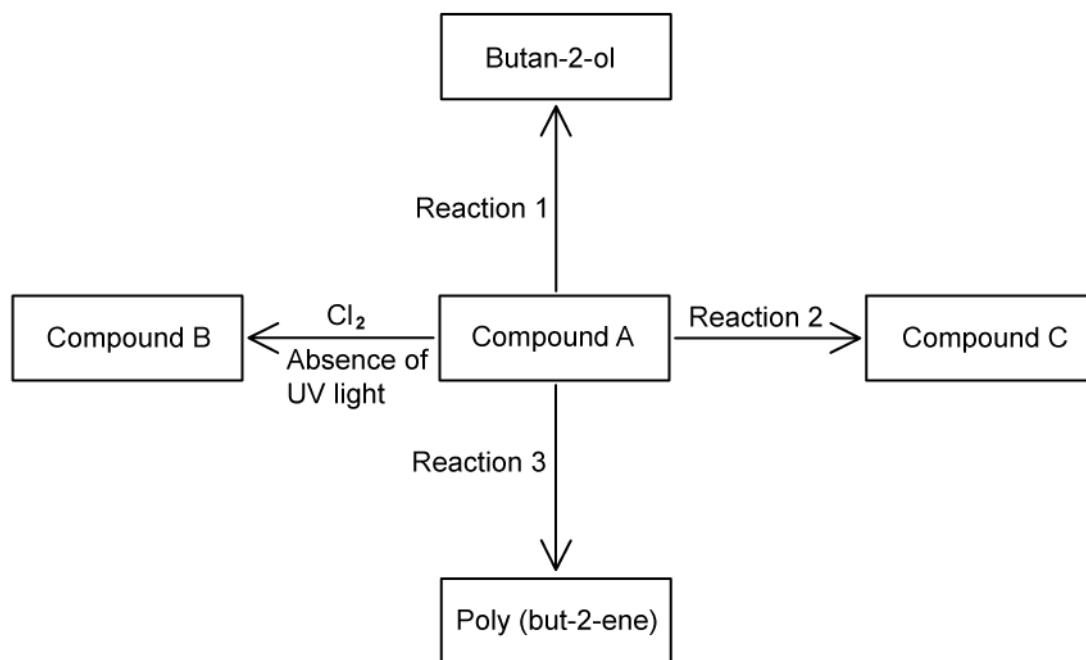 Butan-2-ol
Reaction 1
Compound B
Cl₂
Absence of
UV light
Compound A
Reaction 2
Compound C
Reaction 3
Poly (but-2-ene)